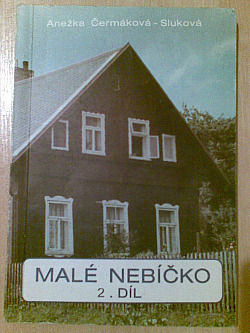 Anežka Čermáková-Sluková
MALÉ NEBÍČKO
2. DÍL